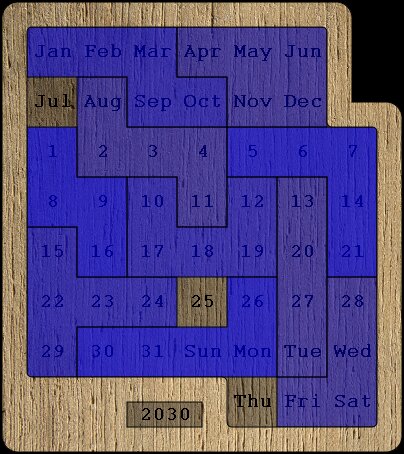 Jan Feb Mar Apr May Jun
Jul Aug Sep Oct Nov Dec
1 2 3 4 5 6 7
8 9 10 11 12 13 14
15 16 17 18 19 20 21
22 23 24 25 26 27 28
29 30 31 Sun Mon Tue Wed
2030 Thu Fri Sat